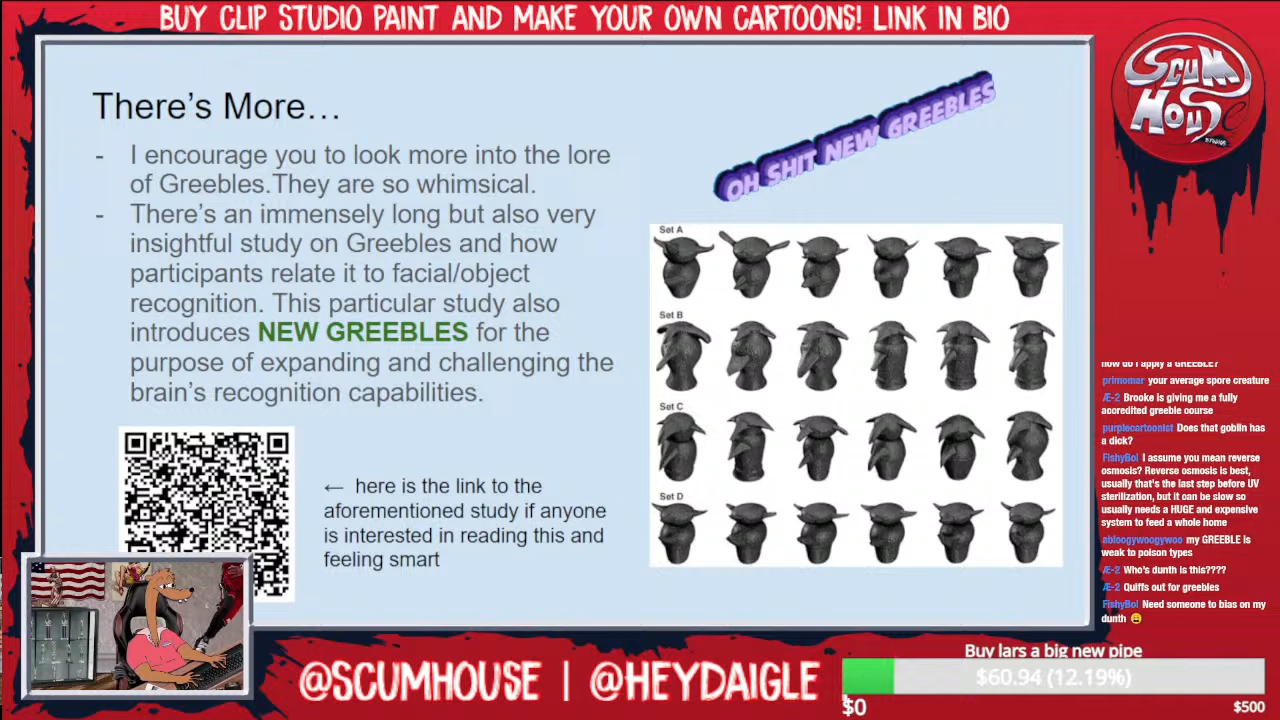 BUY CLIP STUDIO PAINT AND MAKE YOUR OWN CARTOONS! LINK IN BIO
SCUM
HOUSE
STUDIOS
There's More…
OH SHIT NEW GREEBLES
- I encourage you to look more into the lore
of Greebles.They are so whimsical.
- There's an immensely long but also very
insightful study on Greebles and how
participants relate it to facial/object
recognition. This particular study also
introduces NEW GREEBLES for the
purpose of expanding and challenging the
brain's recognition capabilities.
← here is the link to the
aforementioned study if anyone
is interested in reading this and
feeling smart
Set A
Set B
Set C
Set D
how do I apply a GREEBLE?
primomar your average spore creature
Æ-2 Brooke is giving me a fully
accredited greeble course
purplecartoonist Does that goblin has
a dick?
FishyBoi I assume you mean reverse
osmosis? Reverse osmosis is best,
usually that's the last step before UV
sterilization, but it can be slow so
usually needs a HUGE and expensive
system to feed a whole home
abloogywoogywoo my GREEBLE is
weak to poison types
Æ-2 Who's dunth is this????
Æ-2 Quiffs out for greebles
FishyBoi Need someone to bias on my
dunth 😩
@SCUMHOUSE | @HEYDAIGLE
Buy lars a big new pipe
$60.94 (12.19%)
$0
$500